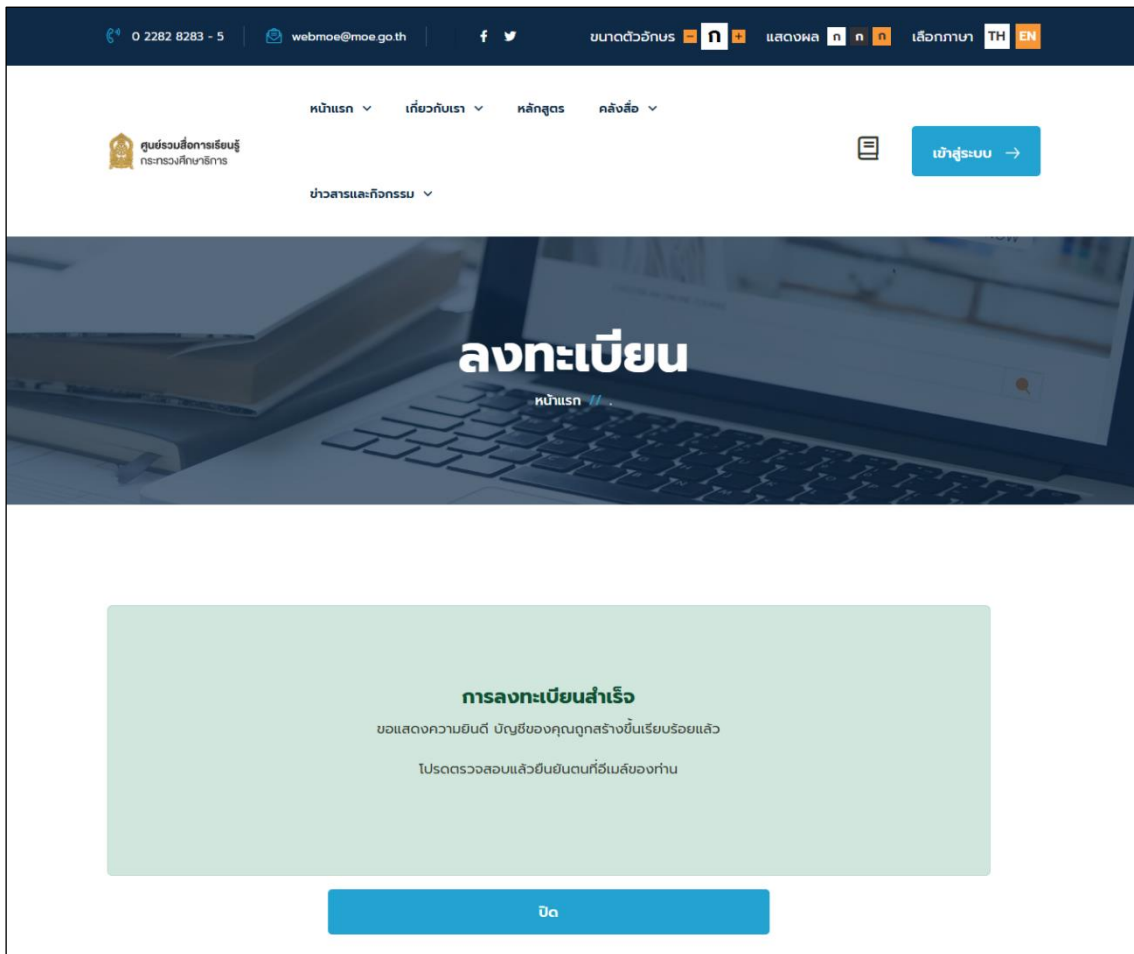 0 2282 8283 - 5 webmoe@moe.go.th ขนาดตัวอักษร - ก + แสดงผล ก ก ก เลือกภาษา TH EN
หน้าแรก เกี่ยวกับเรา หลักสูตร คลังสื่อ
ศูนย์รวมสื่อการเรียนรู้
กระทรวงศึกษาธิการ
เข้าสู่ระบบ →
ข่าวสารและกิจกรรม
ลงทะเบียน
หน้าแรก // .
การลงทะเบียนสำเร็จ
ขอแสดงความยินดี บัญชีของคุณถูกสร้างขึ้นเรียบร้อยแล้ว
โปรดตรวจสอบแล้วยืนยันตนที่อีเมล์ของท่าน
ปิด